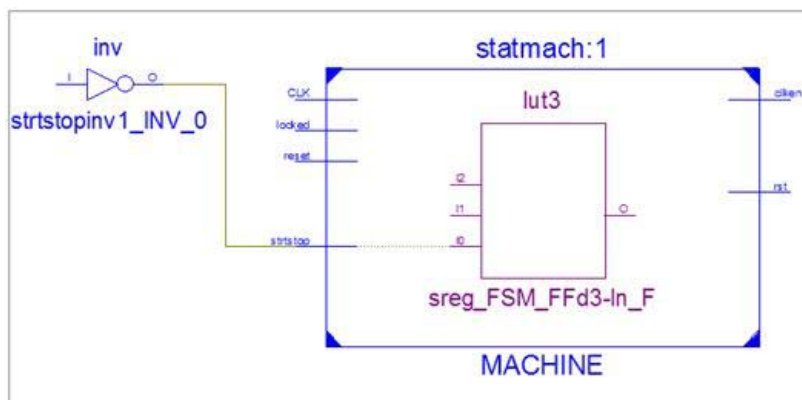 inv
statmach:1
I
O
strtstopinv1_INV_0
CLK
locked
reset
strtstop
lut3
I2
I1
I0
O
sreg_FSM_FFd3-In_F
clken
rst
MACHINE